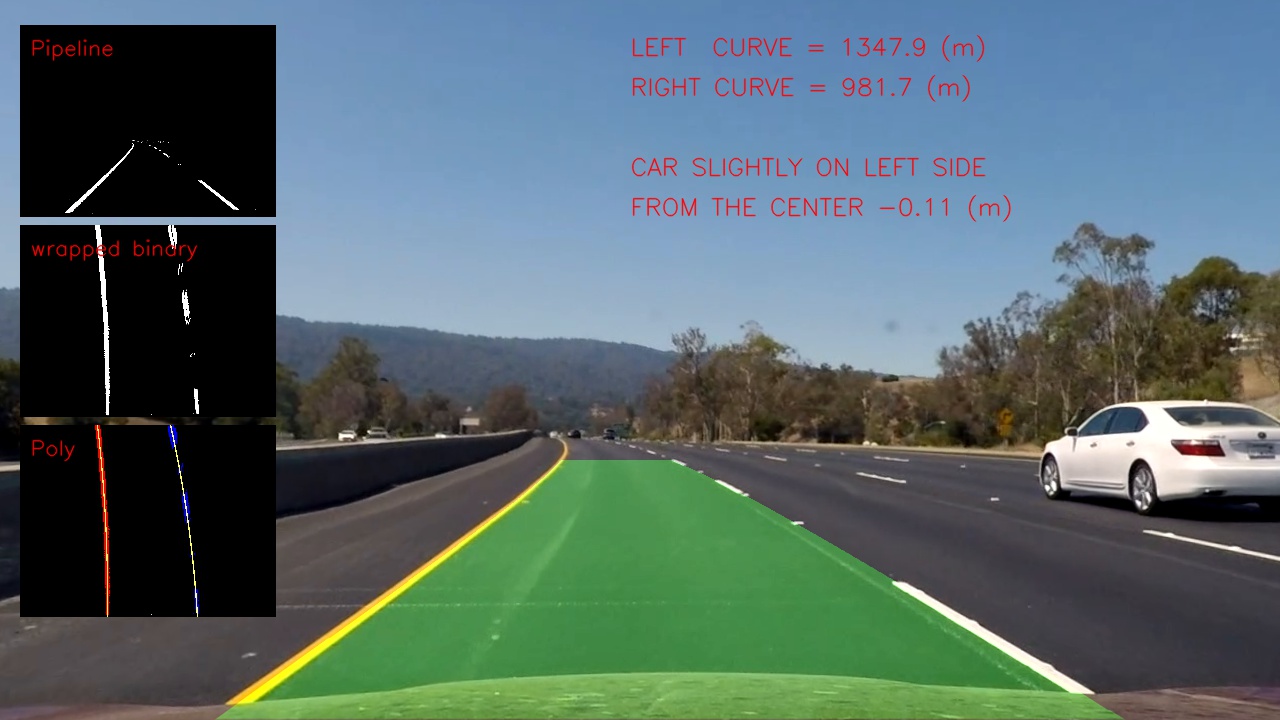 Pipeline
wrapped binary
Poly
LEFT  CURVE = 1347.9 (m)
RIGHT CURVE = 981.7 (m)
CAR SLIGHTLY ON LEFT SIDE
FROM THE CENTER -0.11 (m)